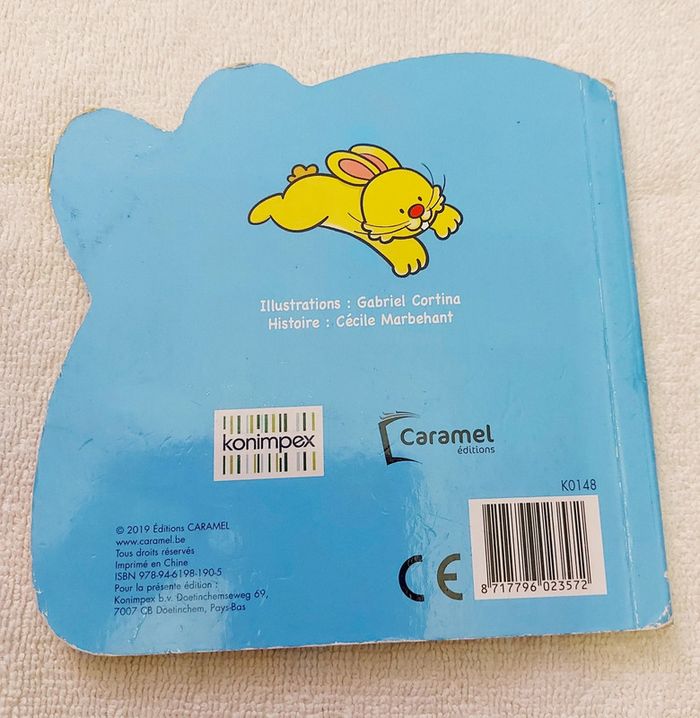 Illustrations : Gabriel Cortina
Histoire : Cécile Marbehant
konimpex
Caramel
éditions
K0148
© 2019 Éditions CARAMEL
www.caramel.be
Tous droits réservés
Imprimé en Chine
ISBN 978-94-6198-190-5
Pour la présente édition :
Konimpex b.v. Doetinchemseweg 69,
7007 CB Doetinchem, Pays-Bas
CE
8 717796 023572